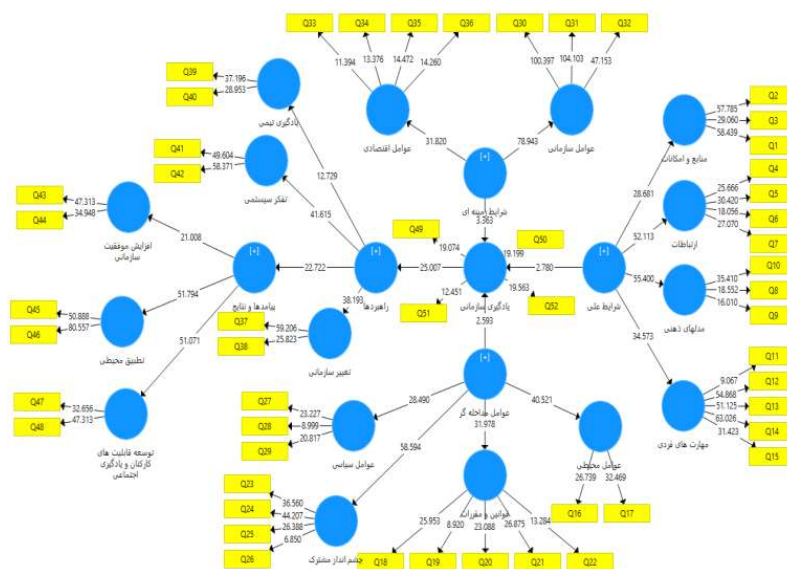 Q33
Q34
Q35
Q36
Q30
Q31
Q32
11.394
13.376
14.472
14.260
100.397
104.103
47.153
عوامل اقتصادی
عوامل سازمانی
31.820
78.943
[+]
شرایط زمینه ای
3.363
Q39
Q40
37.196
28.953
یادگیری تیمی
12.729
Q41
Q42
49.604
58.371
تفکر سیستمی
41.615
Q43
Q44
47.313
34.948
افزایش موفقیت
سازمانی
21.008
Q45
Q46
50.888
80.557
تطبیق محیطی
51.794
Q47
Q48
32.656
47.313
توسعه قابلیت های
کارکنان و یادگیری
اجتماعی
51.071
[+]
پیامدها و نتایج
22.722
[+]
راهبردها
25.007
38.193
Q37
Q38
59.206
25.823
تغییر سازمانی
Q49
Q50
Q51
Q52
19.074
19.199
12.451
19.563
یادگیری سازمانی
2.780
2.593
[+]
شرایط علی
28.681
52.113
55.400
34.573
منابع و امکانات
57.785
29.060
58.439
Q2
Q3
Q1
ارتباطات
25.666
30.420
18.056
27.070
Q4
Q5
Q6
Q7
مدلهای ذهنی
35.410
18.552
16.010
Q10
Q8
Q9
مهارت های فردی
9.067
54.868
51.125
63.026
31.423
Q11
Q12
Q13
Q14
Q15
[+]
عوامل مداخله گر
28.490
58.594
31.978
40.521
Q27
Q28
Q29
23.227
8.999
20.817
عوامل سیاسی
Q23
Q24
Q25
Q26
36.560
44.207
26.388
6.850
چشم انداز مشترک
قوانین و مقررات
25.953
8.920
23.088
26.875
13.284
Q18
Q19
Q20
Q21
Q22
عوامل محیطی
26.739
32.469
Q16
Q17